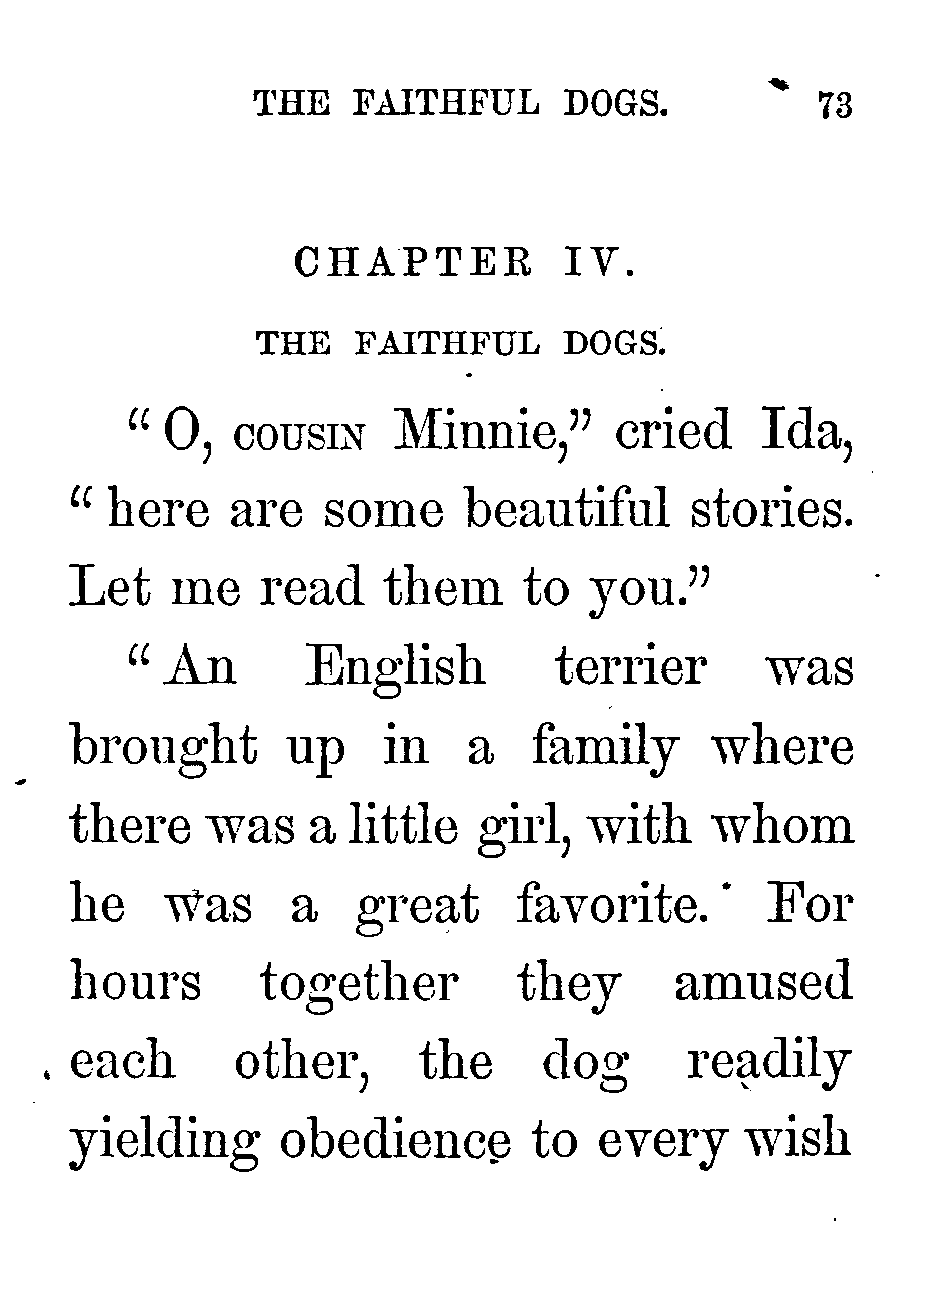 THE FAITHFUL DOGS. 73
CHAPTER IV.
THE FAITHFUL DOGS.
“O, COUSIN Minnie,” cried Ida,
“here are some beautiful stories.
Let me read them to you.”
“An English terrier was
brought up in a family where
there was a little girl, with whom
he was a great favorite. For
hours together they amused
each other, the dog readily
yielding obedience to every wish